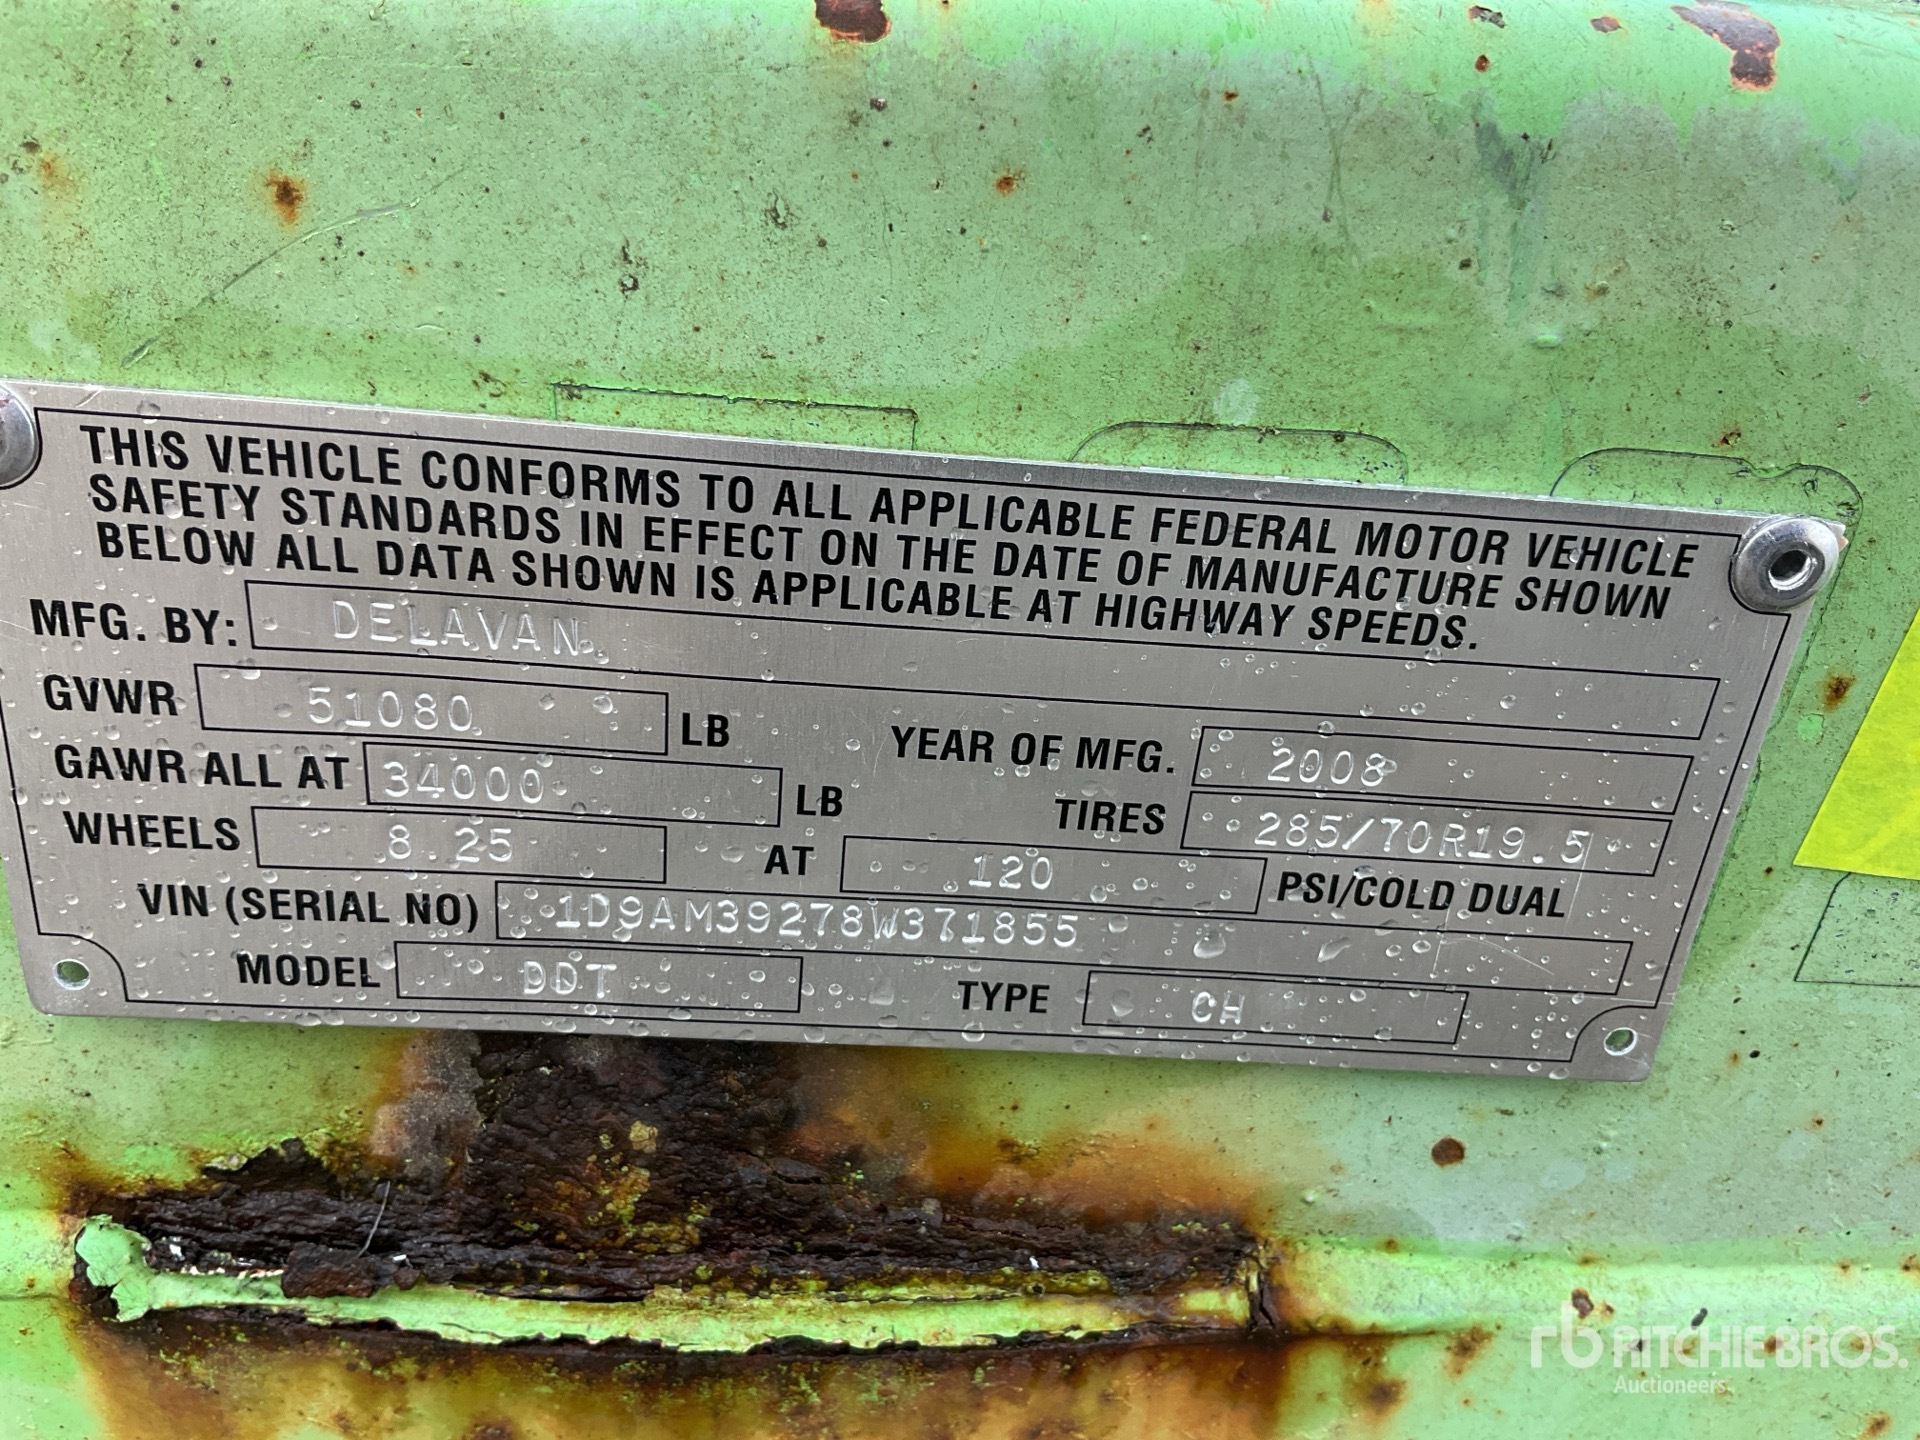 THIS VEHICLE CONFORMS TO ALL APPLICABLE FEDERAL MOTOR VEHICLE
SAFETY STANDARDS IN EFFECT ON THE DATE OF MANUFACTURE SHOWN
BELOW ALL DATA SHOWN IS APPLICABLE AT HIGHWAY SPEEDS.
MFG. BY: DELAVAN
GVWR 51080 LB YEAR OF MFG. 2008
GAWR ALL AT 34000 LB TIRES 285/70R19.5
WHEELS 8.25 AT 120 PSI/COLD DUAL
VIN (SERIAL NO) 1D9AM39278W371855
MODEL DDT TYPE CH
rb RITCHIE BROS.
Auctioneers